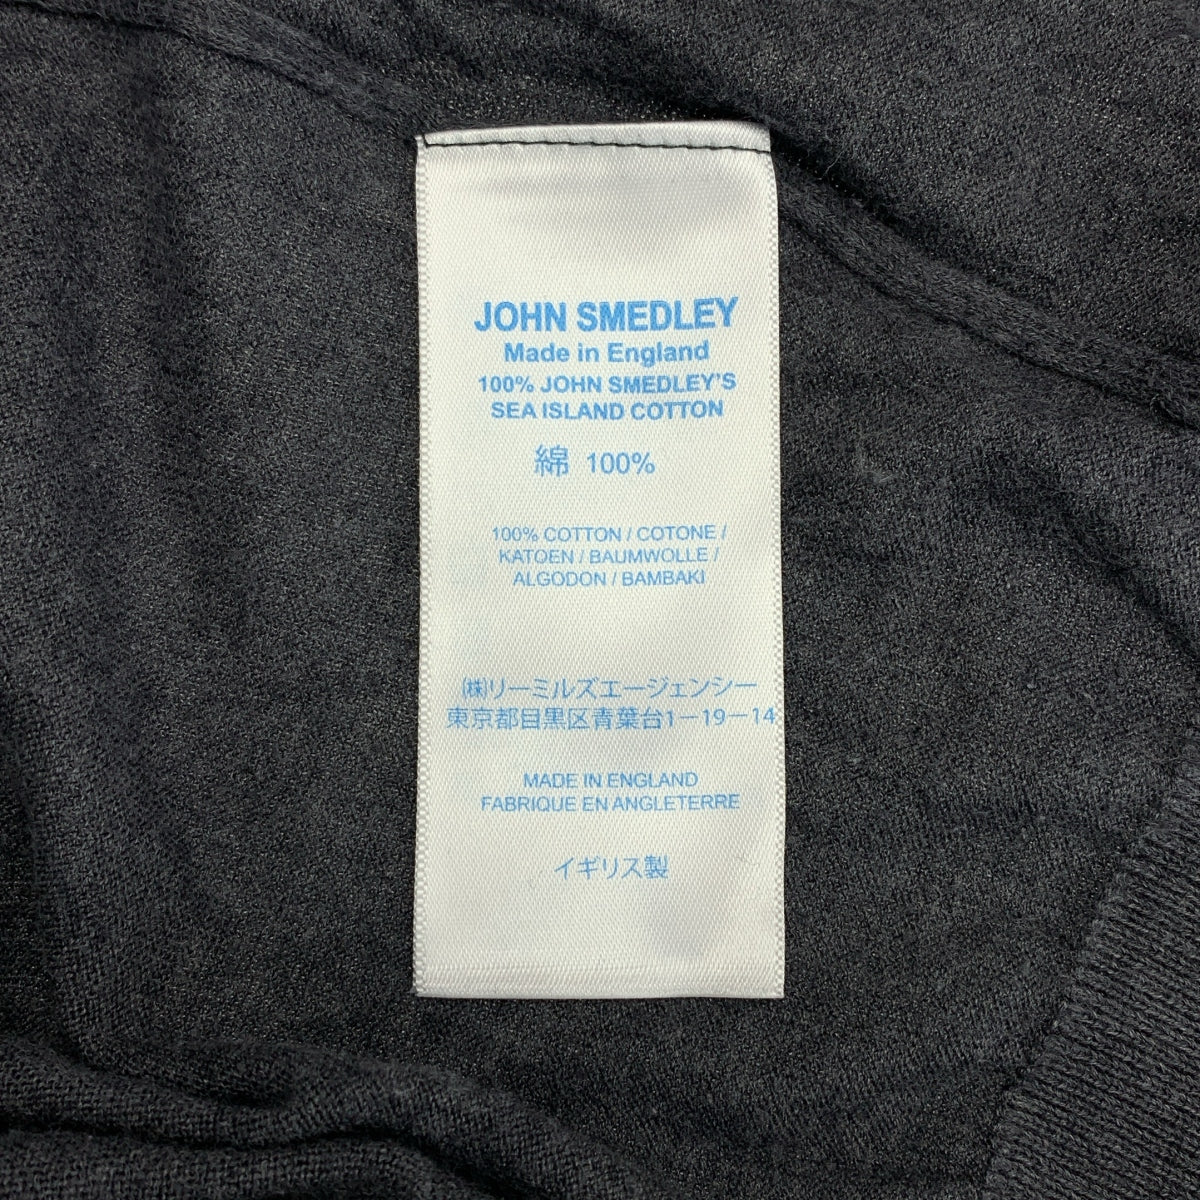 JOHN SMEDLEY
Made in England
100% JOHN SMEDLEY'S
SEA ISLAND COTTON
綿 100%
100% COTTON / COTONE /
KATOEN / BAUMWOLLE /
ALGODON / BAMBAKI
㈱リーミルズエージェンシー
東京都目黒区青葉台1－19－14
MADE IN ENGLAND
FABRIQUE EN ANGLETERRE
イギリス製